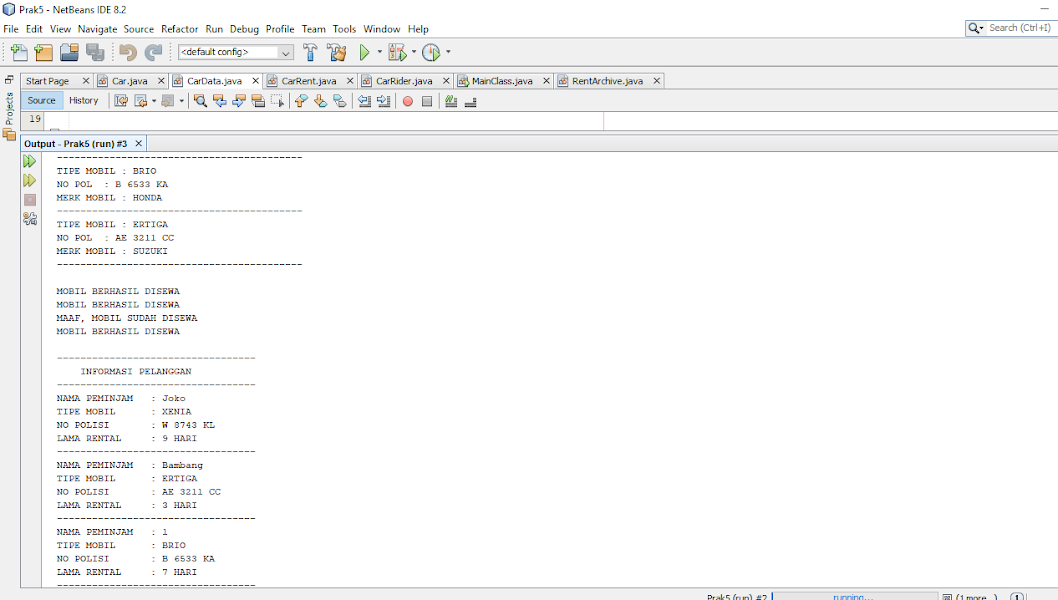 Prak5 - NetBeans IDE 8.2
File Edit View Navigate Source Refactor Run Debug Profile Team Tools Window Help
Search (Ctrl+I)
<default config>
Start Page Car.java CarData.java CarRent.java CarRider.java MainClass.java RentArchive.java
Projects
Source History
19
Output - Prak5 (run) #3
------------------------------------------
TIPE MOBIL : BRIO
NO POL  : B 6533 KA
MERK MOBIL : HONDA
------------------------------------------
TIPE MOBIL : ERTIGA
NO POL  : AE 3211 CC
MERK MOBIL : SUZUKI
------------------------------------------
MOBIL BERHASIL DISEWA
MOBIL BERHASIL DISEWA
MAAF, MOBIL SUDAH DISEWA
MOBIL BERHASIL DISEWA
----------------------------------
INFORMASI PELANGGAN
----------------------------------
NAMA PEMINJAM   : Joko
TIPE MOBIL      : XENIA
NO POLISI       : W 8743 KL
LAMA RENTAL     : 9 HARI
----------------------------------
NAMA PEMINJAM   : Bambang
TIPE MOBIL      : ERTIGA
NO POLISI       : AE 3211 CC
LAMA RENTAL     : 3 HARI
----------------------------------
NAMA PEMINJAM   : l
TIPE MOBIL      : BRIO
NO POLISI       : B 6533 KA
LAMA RENTAL     : 7 HARI
----------------------------------
Prak5 (run) #2 running... (1 more...) 1